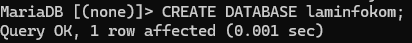 MariaDB [(none)]> CREATE DATABASE laminfokom;
Query OK, 1 row affected (0.001 sec)